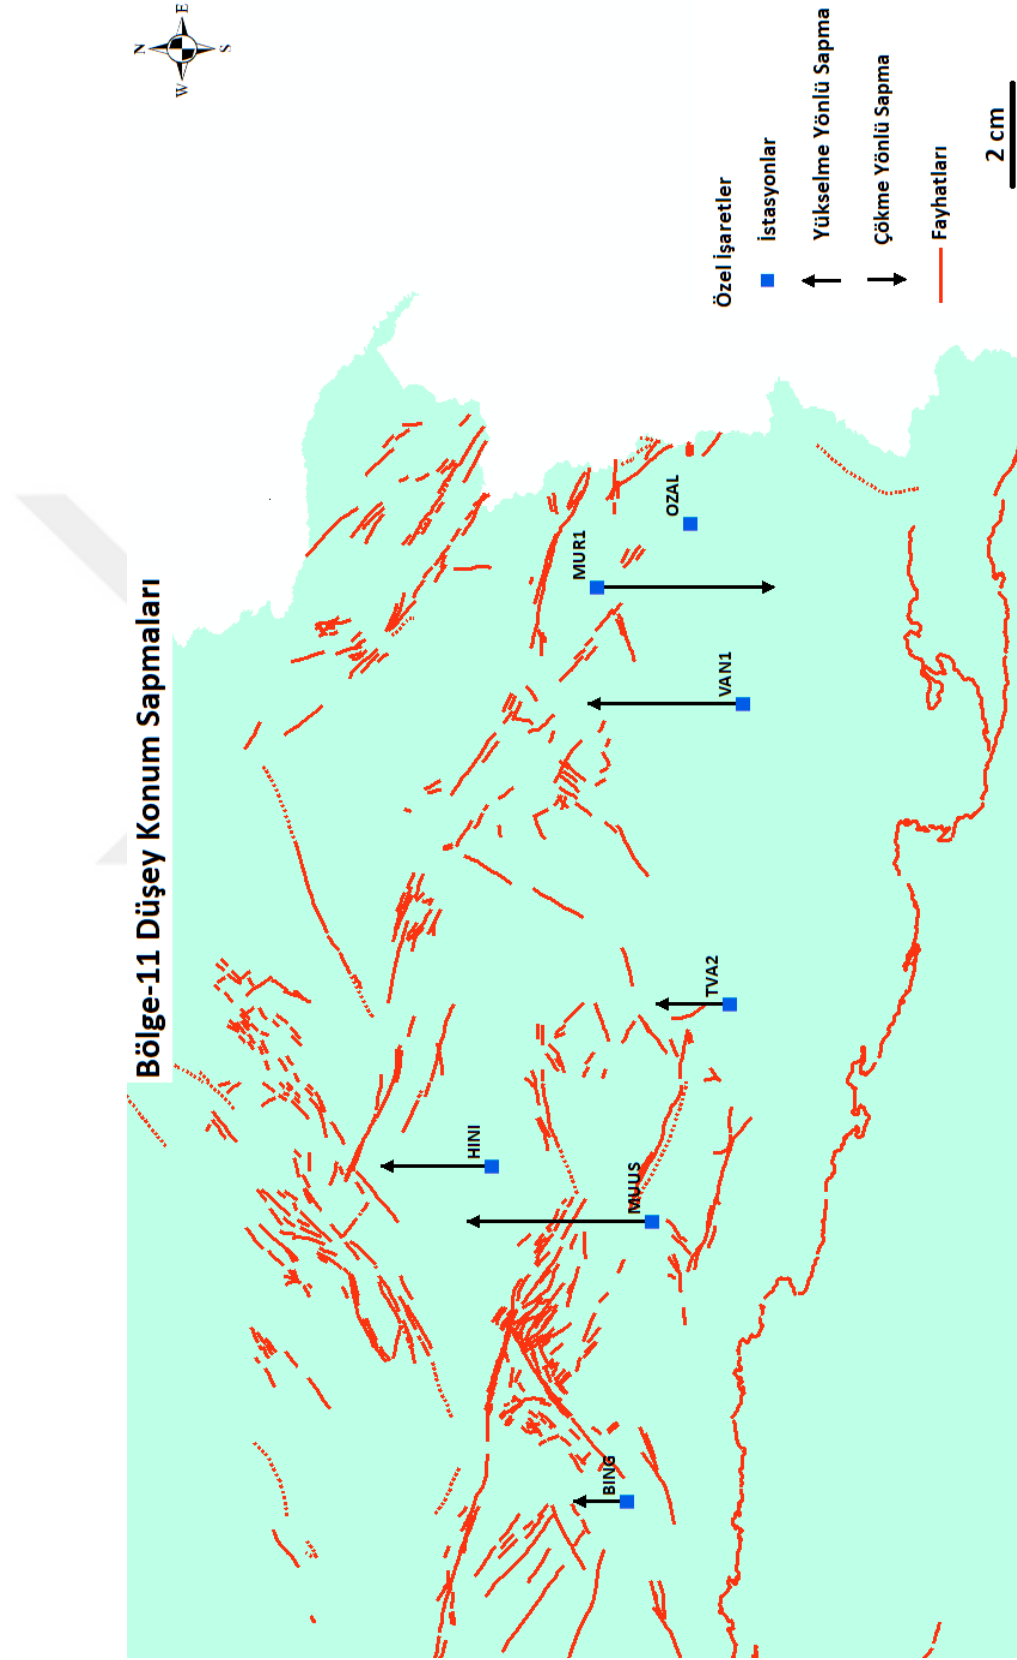 Bölge-11 Düşey Konum Sapmaları
N
E
S
W
HINI
MUUS
BING
TVA2
VAN1
MUR1
OZAL
Özel İşaretler
İstasyonlar
Yükselme Yönlü Sapma
Çökme Yönlü Sapma
Fayhatları
2 cm